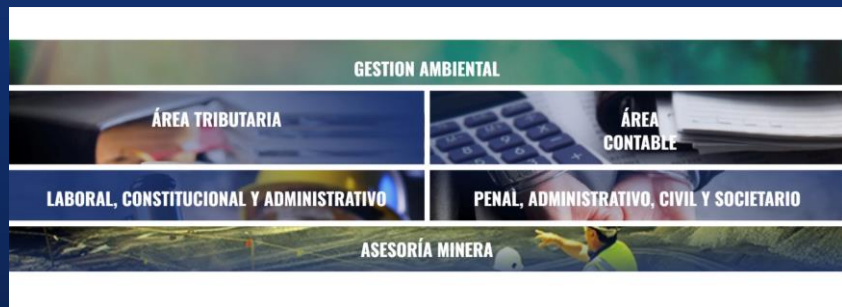 GESTION AMBIENTAL
ÁREA TRIBUTARIA
ÁREA
CONTABLE
LABORAL, CONSTITUCIONAL Y ADMINISTRATIVO
PENAL, ADMINISTRATIVO, CIVIL Y SOCIETARIO
ASESORÍA MINERA